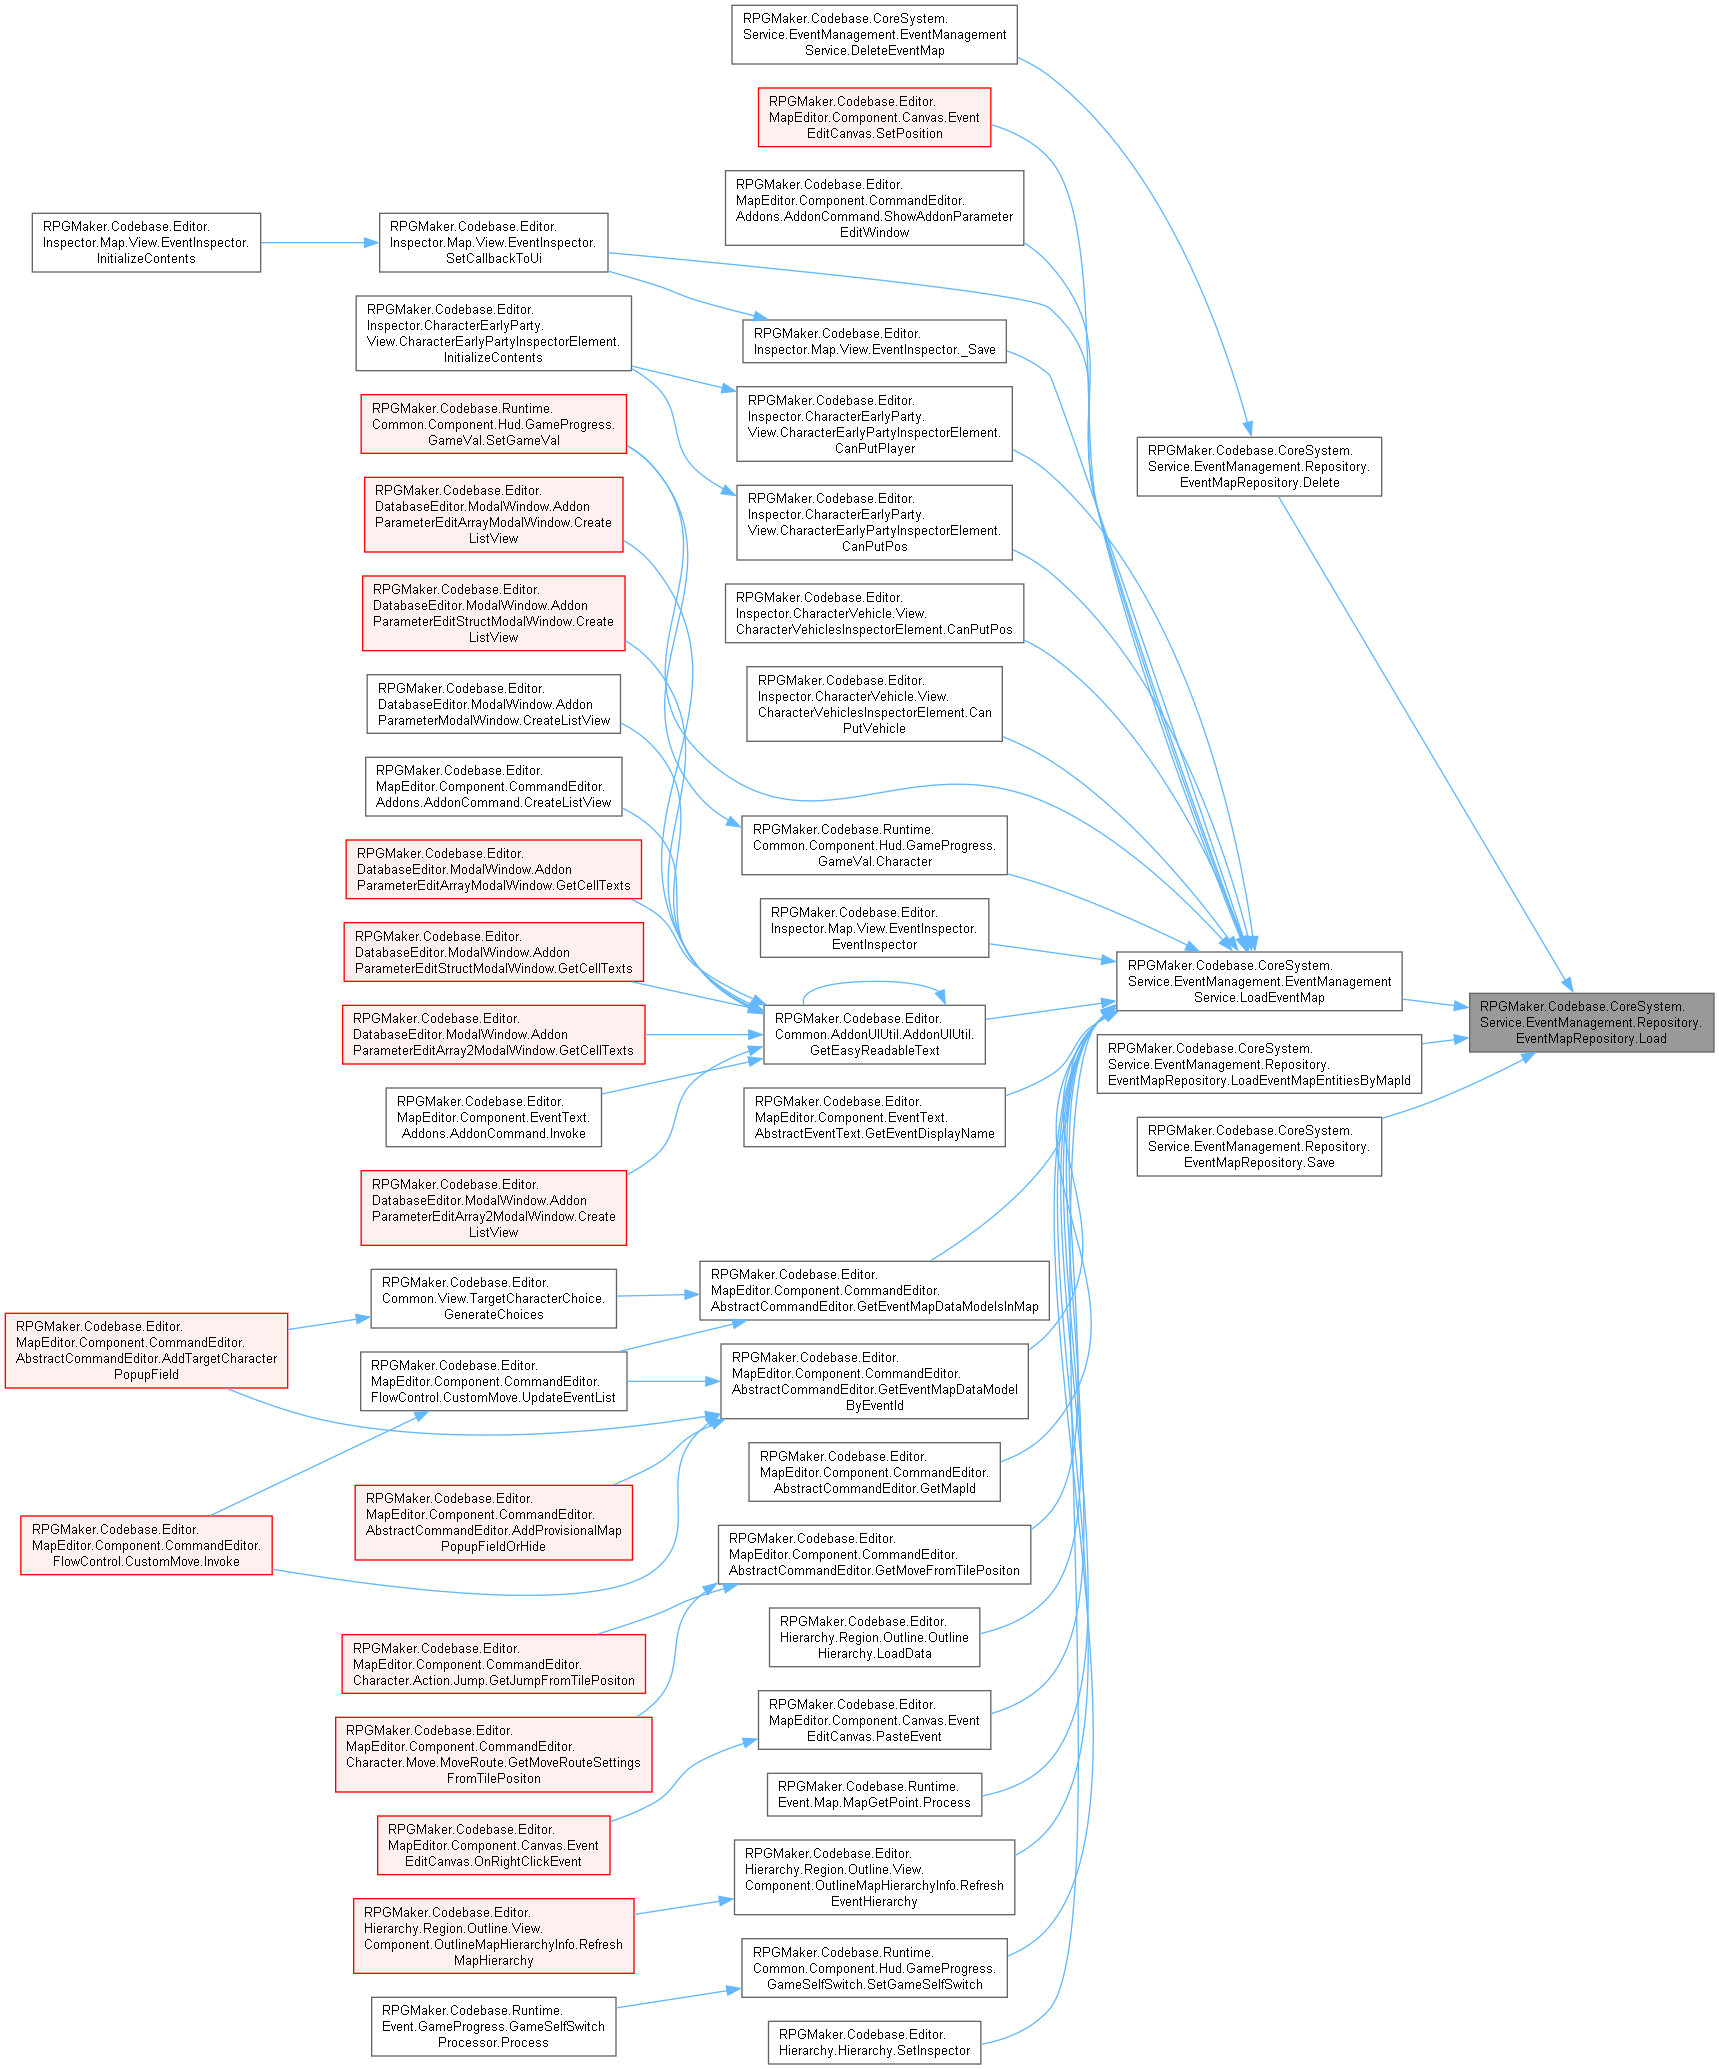 RPGMaker.Codebase.CoreSystem.
Service.EventManagement.EventManagement
Service.DeleteEventMap
RPGMaker.Codebase.Editor.
MapEditor.Component.Canvas.Event
EditCanvas.SetPosition
RPGMaker.Codebase.Editor.
MapEditor.Component.CommandEditor.
Addons.AddonCommand.ShowAddonParameter
EditWindow
RPGMaker.Codebase.Editor.
Inspector.Map.View.EventInspector.
InitializeContents
RPGMaker.Codebase.Editor.
Inspector.Map.View.EventInspector.
SetCallbackToUi
RPGMaker.Codebase.Editor.
Inspector.CharacterEarlyParty.
View.CharacterEarlyPartyInspectorElement.
InitializeContents
RPGMaker.Codebase.Editor.
Inspector.Map.View.EventInspector._Save
RPGMaker.Codebase.Editor.
Inspector.CharacterEarlyParty.
View.CharacterEarlyPartyInspectorElement.
CanPutPlayer
RPGMaker.Codebase.Runtime.
Common.Component.Hud.GameProgress.
GameVal.SetGameVal
RPGMaker.Codebase.CoreSystem.
Service.EventManagement.Repository.
EventMapRepository.Delete
RPGMaker.Codebase.Editor.
DatabaseEditor.ModalWindow.Addon
ParameterEditArrayModalWindow.Create
ListView
RPGMaker.Codebase.Editor.
Inspector.CharacterEarlyParty.
View.CharacterEarlyPartyInspectorElement.
CanPutPos
RPGMaker.Codebase.Editor.
DatabaseEditor.ModalWindow.Addon
ParameterEditStructModalWindow.Create
ListView
RPGMaker.Codebase.Editor.
Inspector.CharacterVehicle.View.
CharacterVehiclesInspectorElement.CanPutPos
RPGMaker.Codebase.Editor.
DatabaseEditor.ModalWindow.Addon
ParameterModalWindow.CreateListView
RPGMaker.Codebase.Editor.
Inspector.CharacterVehicle.View.
CharacterVehiclesInspectorElement.Can
PutVehicle
RPGMaker.Codebase.Editor.
MapEditor.Component.CommandEditor.
Addons.AddonCommand.CreateListView
RPGMaker.Codebase.Runtime.
Common.Component.Hud.GameProgress.
GameVal.Character
RPGMaker.Codebase.Editor.
DatabaseEditor.ModalWindow.Addon
ParameterEditArrayModalWindow.GetCellTexts
RPGMaker.Codebase.Editor.
Inspector.Map.View.EventInspector.
EventInspector
RPGMaker.Codebase.Editor.
DatabaseEditor.ModalWindow.Addon
ParameterEditStructModalWindow.GetCellTexts
RPGMaker.Codebase.CoreSystem.
Service.EventManagement.EventManagement
Service.LoadEventMap
RPGMaker.Codebase.CoreSystem.
Service.EventManagement.Repository.
EventMapRepository.Load
RPGMaker.Codebase.Editor.
DatabaseEditor.ModalWindow.Addon
ParameterEditArray2ModalWindow.GetCellTexts
RPGMaker.Codebase.Editor.
Common.AddonUIUtil.AddonUIUtil.
GetEasyReadableText
RPGMaker.Codebase.CoreSystem.
Service.EventManagement.Repository.
EventMapRepository.LoadEventMapEntitiesByMapId
RPGMaker.Codebase.Editor.
MapEditor.Component.EventText.
Addons.AddonCommand.Invoke
RPGMaker.Codebase.Editor.
MapEditor.Component.EventText.
AbstractEventText.GetEventDisplayName
RPGMaker.Codebase.CoreSystem.
Service.EventManagement.Repository.
EventMapRepository.Save
RPGMaker.Codebase.Editor.
DatabaseEditor.ModalWindow.Addon
ParameterEditArray2ModalWindow.Create
ListView
RPGMaker.Codebase.Editor.
Common.View.TargetCharacterChoice.
GenerateChoices
RPGMaker.Codebase.Editor.
MapEditor.Component.CommandEditor.
AbstractCommandEditor.GetEventMapDataModelsInMap
RPGMaker.Codebase.Editor.
MapEditor.Component.CommandEditor.
AbstractCommandEditor.AddTargetCharacter
PopupField
RPGMaker.Codebase.Editor.
MapEditor.Component.CommandEditor.
FlowControl.CustomMove.UpdateEventList
RPGMaker.Codebase.Editor.
MapEditor.Component.CommandEditor.
AbstractCommandEditor.GetEventMapDataModel
ByEventId
RPGMaker.Codebase.Editor.
MapEditor.Component.CommandEditor.
AbstractCommandEditor.GetMapId
RPGMaker.Codebase.Editor.
MapEditor.Component.CommandEditor.
AbstractCommandEditor.AddProvisionalMap
PopupFieldOrHide
RPGMaker.Codebase.Editor.
MapEditor.Component.CommandEditor.
FlowControl.CustomMove.Invoke
RPGMaker.Codebase.Editor.
MapEditor.Component.CommandEditor.
AbstractCommandEditor.GetMoveFromTilePositon
RPGMaker.Codebase.Editor.
Hierarchy.Region.Outline.Outline
Hierarchy.LoadData
RPGMaker.Codebase.Editor.
MapEditor.Component.CommandEditor.
Character.Action.Jump.GetJumpFromTilePositon
RPGMaker.Codebase.Editor.
MapEditor.Component.Canvas.Event
EditCanvas.PasteEvent
RPGMaker.Codebase.Editor.
MapEditor.Component.CommandEditor.
Character.Move.MoveRoute.GetMoveRouteSettings
FromTilePositon
RPGMaker.Codebase.Runtime.
Event.Map.MapGetPoint.Process
RPGMaker.Codebase.Editor.
MapEditor.Component.Canvas.Event
EditCanvas.OnRightClickEvent
RPGMaker.Codebase.Editor.
Hierarchy.Region.Outline.View.
Component.OutlineMapHierarchyInfo.Refresh
EventHierarchy
RPGMaker.Codebase.Editor.
Hierarchy.Region.Outline.View.
Component.OutlineMapHierarchyInfo.Refresh
MapHierarchy
RPGMaker.Codebase.Runtime.
Common.Component.Hud.GameProgress.
GameSelfSwitch.SetGameSelfSwitch
RPGMaker.Codebase.Runtime.
Event.GameProgress.GameSelfSwitch
Processor.Process
RPGMaker.Codebase.Editor.
Hierarchy.Hierarchy.SetInspector